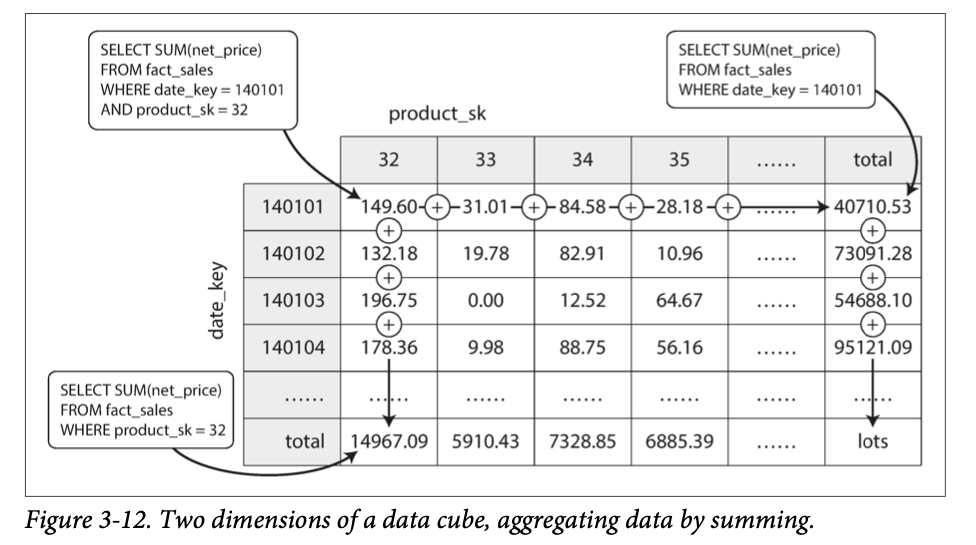 SELECT SUM(net_price)
FROM fact_sales
WHERE date_key = 140101
AND product_sk = 32
SELECT SUM(net_price)
FROM fact_sales
WHERE date_key = 140101
product_sk
32 33 34 35 ...... total
140101 149.60 + 31.01 + 84.58 + 28.18 + ...... 40710.53
+ +
140102 132.18 19.78 82.91 10.96 ...... 73091.28
+ +
140103 196.75 0.00 12.52 64.67 ...... 54688.10
+ +
140104 178.36 9.98 88.75 56.16 ...... 95121.09
...... ...... ...... ...... ...... ...... ......
total 14967.09 5910.43 7328.85 6885.39 ...... lots
date_key
SELECT SUM(net_price)
FROM fact_sales
WHERE product_sk = 32
Figure 3-12. Two dimensions of a data cube, aggregating data by summing.